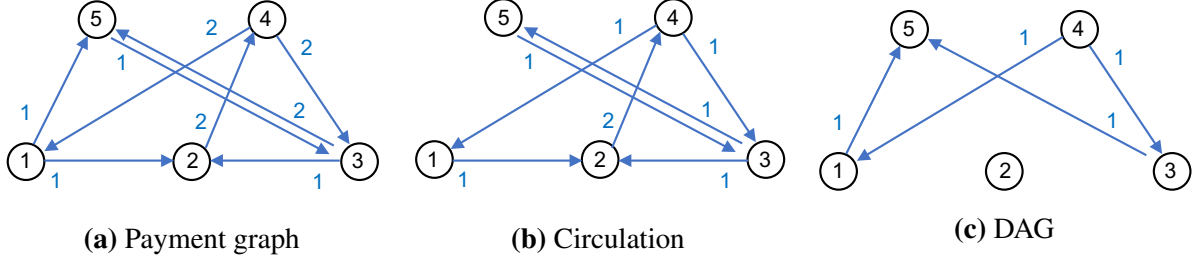 5 4 1 2 3
1 2 2 1 2 1 2 1 1
(a) Payment graph
5 4 1 2 3
1 1 1 1 2 1 1
(b) Circulation
5 4 1 2 3
1 1 1 1
(c) DAG